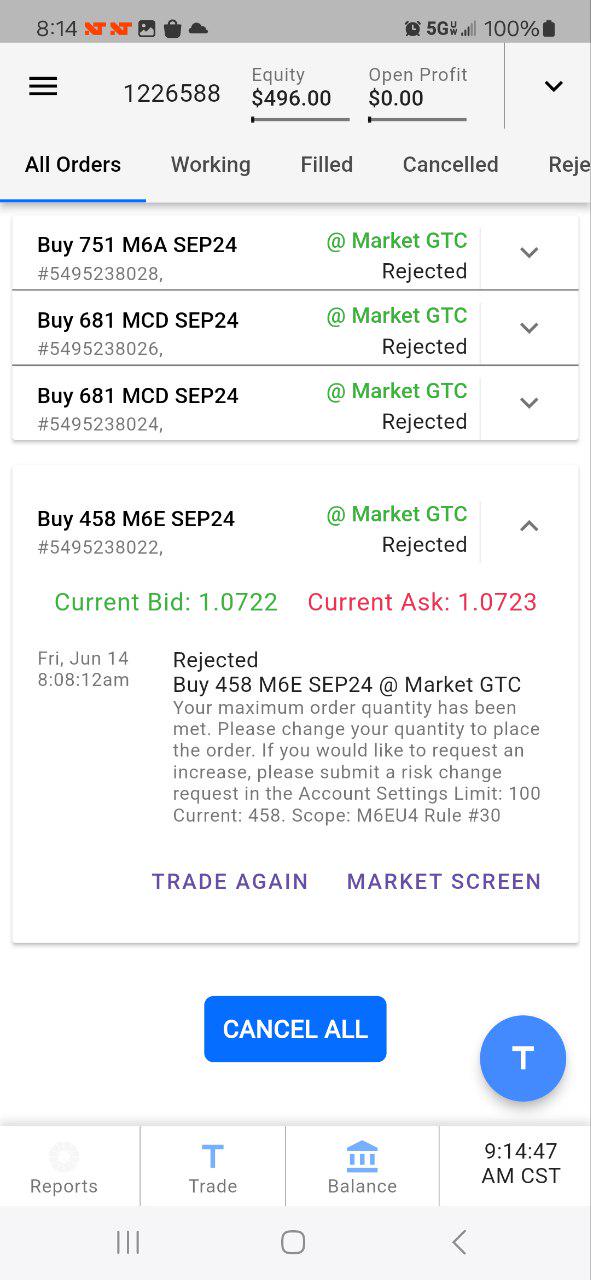 8:14
5G
100%
1226588
Equity
$496.00
Open Profit
$0.00
All Orders
Working
Filled
Cancelled
Reje
Buy 751 M6A SEP24
@ Market GTC
#5495238028,
Rejected
Buy 681 MCD SEP24
@ Market GTC
#5495238026,
Rejected
Buy 681 MCD SEP24
@ Market GTC
#5495238024,
Rejected
Buy 458 M6E SEP24
@ Market GTC
#5495238022,
Rejected
Current Bid: 1.0722
Current Ask: 1.0723
Fri, Jun 14
8:08:12am
Rejected
Buy 458 M6E SEP24 @ Market GTC
Your maximum order quantity has been
met. Please change your quantity to place
the order. If you would like to request an
increase, please submit a risk change
request in the Account Settings Limit: 100
Current: 458. Scope: M6EU4 Rule #30
TRADE AGAIN
MARKET SCREEN
CANCEL ALL
T
Reports
T
Trade
Balance
9:14:47
AM CST